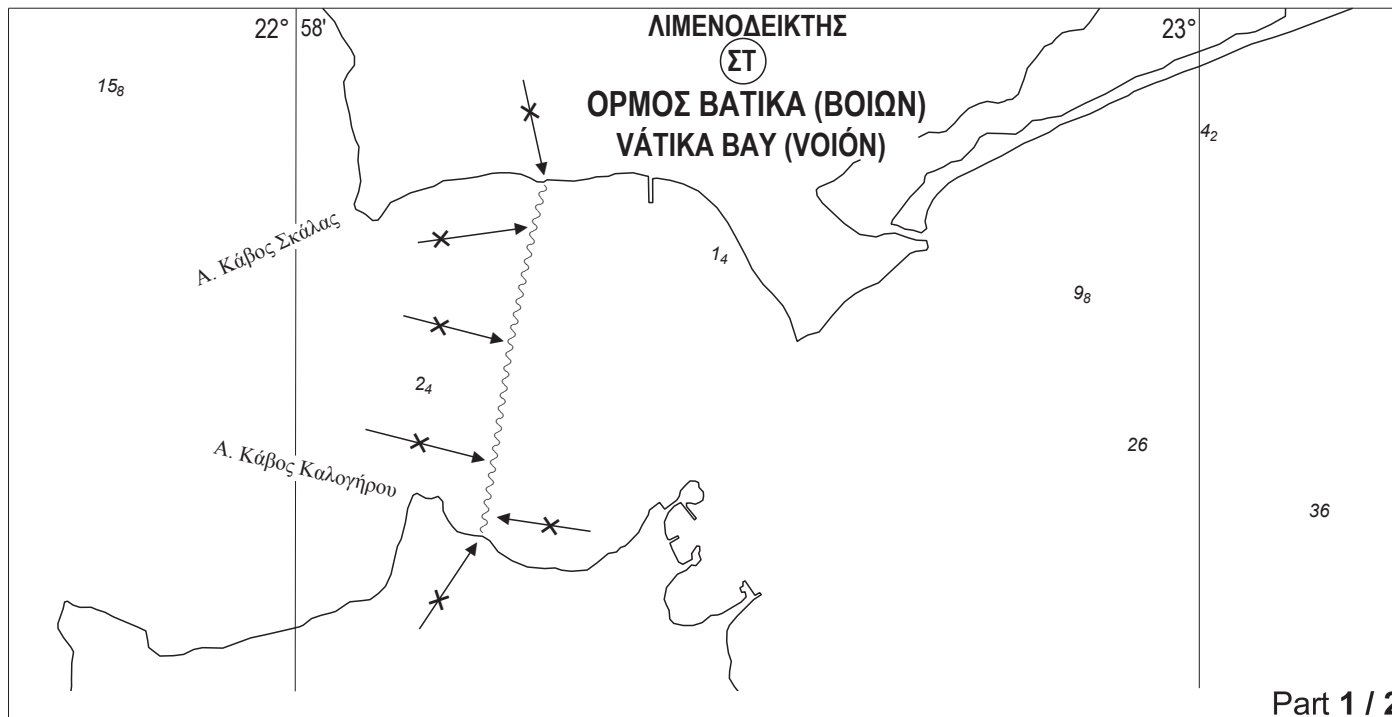 22° 58'
ΛΙΜΕΝΟΔΕΙΚΤΗΣ
23°
ΣΤ
15₈
ΟΡΜΟΣ ΒΑΤΙΚΑ (ΒΟΙΩΝ)
VÁTIKA BAY (VOIÓN)
4₂
Α. Κάβος Σκάλας
1₄
9₈
2₄
Α. Κάβος Καλογήρου
26
36
Part 1 / 2